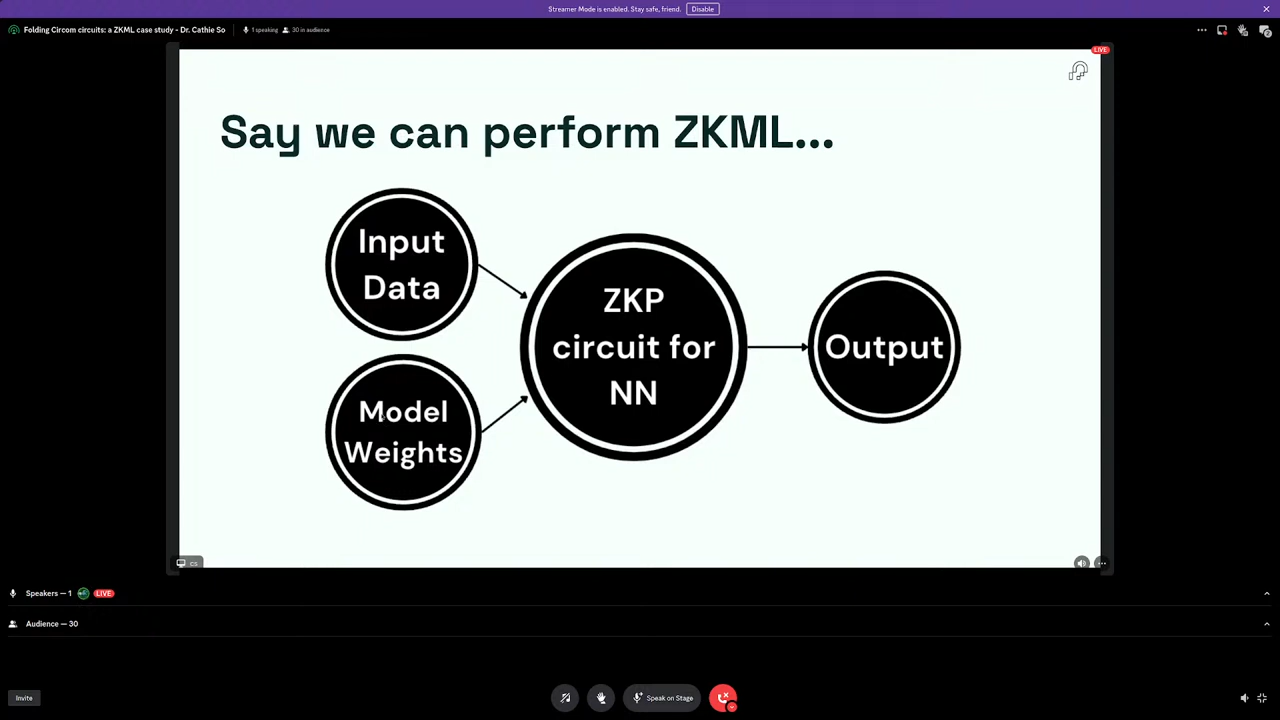 Streamer Mode is enabled. Stay safe, friend.
Disable
Folding Circom circuits: a ZKML case study - Dr. Cathie So
1 speaking
30 in audience
LIVE
Say we can perform ZKML...
Input
Data
Model
Weights
ZKP
circuit for
NN
Output
ics
Speakers — 1
LIVE
Audience — 30
Invite
Speak on Stage